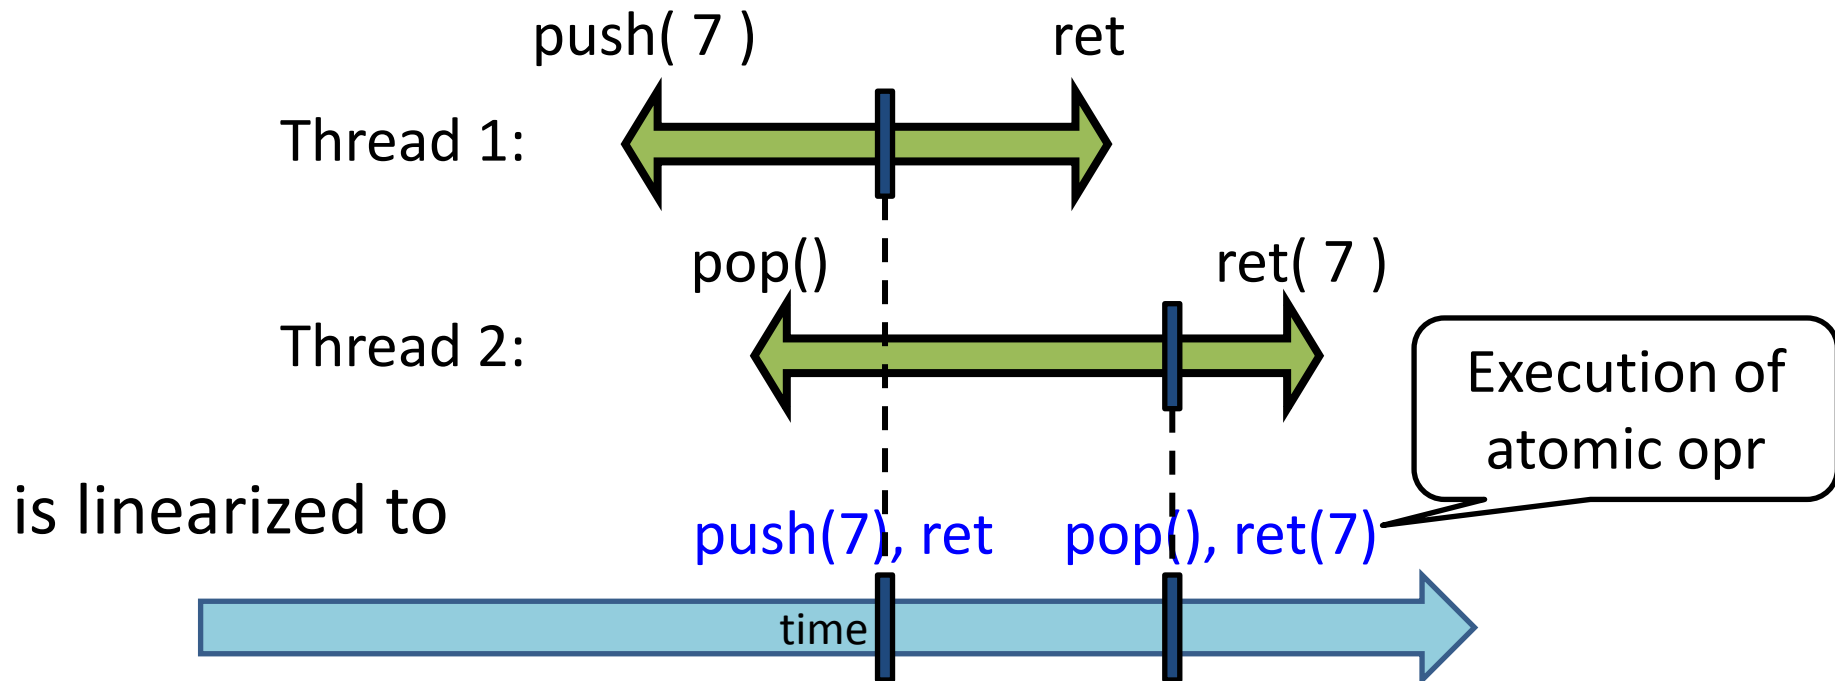 push( 7 ) ret
Thread 1:
pop() ret( 7 )
Thread 2:
Execution of
atomic opr
is linearized to
push(7), ret pop(), ret(7)
time